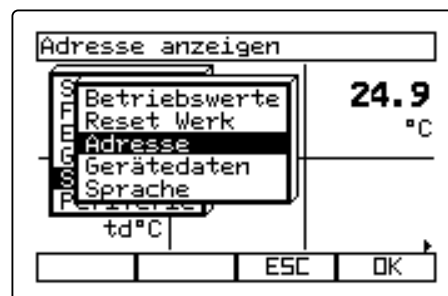 Adresse anzeigen
Betriebswerte
Reset Werk
Adresse
Gerätedaten
Sprache
24.9
°C
td°C
ESC
OK